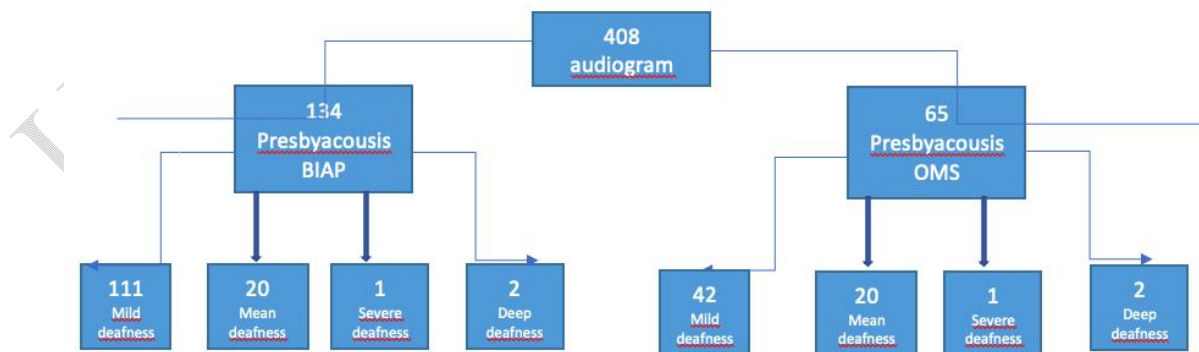 408
audiogram
134
Presbyacousis
BIAP
65
Presbyacousis
OMS
111
Mild
deafness
20
Mean
deafness
1
Severe
deafness
2
Deep
deafness
42
Mild
deafness
20
Mean
deafness
1
Severe
deafness
2
Deep
deafness